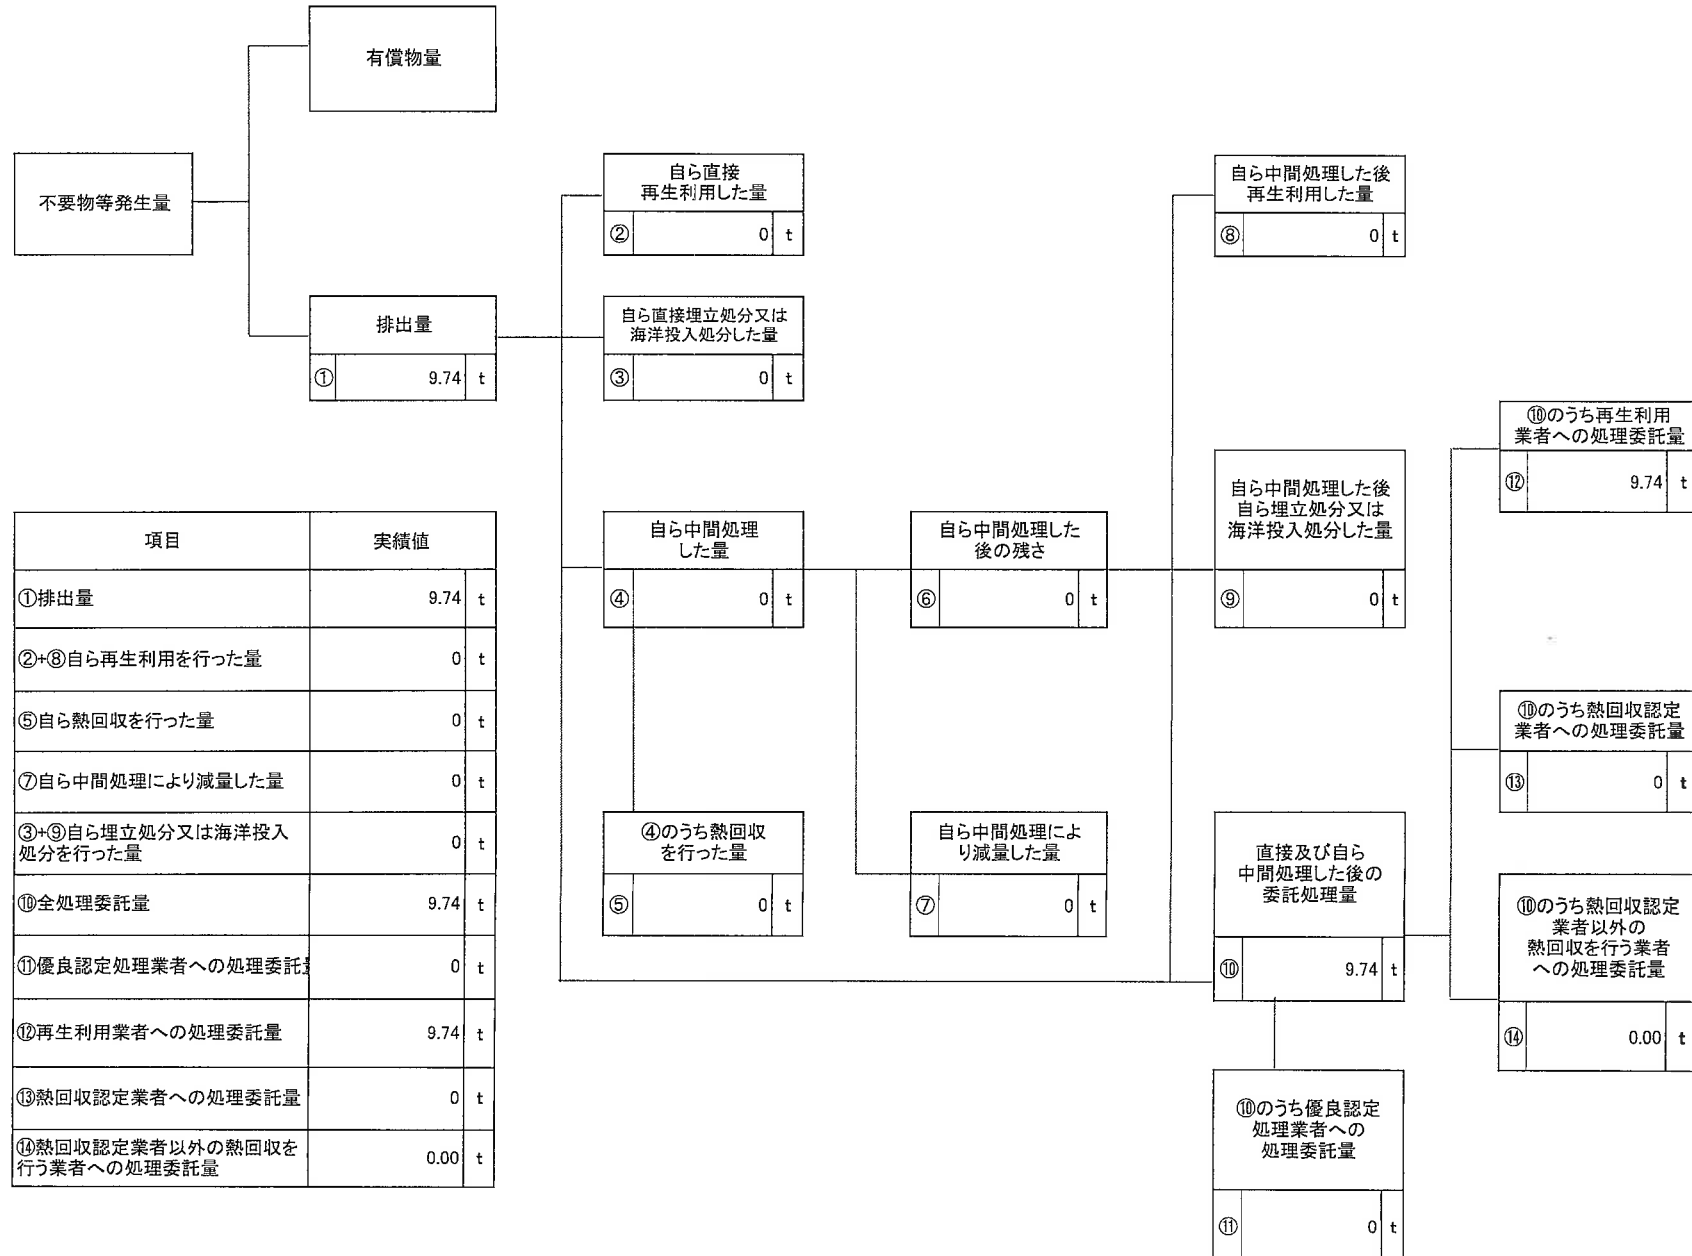 有償物量
不要物等発生量
排出量
① 9.74 t
自ら直接
再生利用した量
② 0 t
自ら直接埋立処分又は
海洋投入処分した量
③ 0 t
自ら中間処理
した量
④ 0 t
④のうち熱回収
を行った量
⑤ 0 t
自ら中間処理した
後の残さ
⑥ 0 t
自ら中間処理によ
り減量した量
⑦ 0 t
自ら中間処理した後
再生利用した量
⑧ 0 t
自ら中間処理した後
自ら埋立処分又は
海洋投入処分した量
⑨ 0 t
直接及び自ら
中間処理した後の
委託処理量
⑩ 9.74 t
⑩のうち優良認定
処理業者への
処理委託量
⑪ 0 t
⑩のうち再生利用
業者への処理委託量
⑫ 9.74 t
⑩のうち熱回収認定
業者への処理委託量
⑬ 0 t
⑩のうち熱回収認定
業者以外の
熱回収を行う業者
への処理委託量
⑭ 0.00 t
項目 実績値
①排出量 9.74 t
②+⑧自ら再生利用を行った量 0 t
⑤自ら熱回収を行った量 0 t
⑦自ら中間処理により減量した量 0 t
③+⑨自ら埋立処分又は海洋投入
処分を行った量 0 t
⑩全処理委託量 9.74 t
⑪優良認定処理業者への処理委託 0 t
⑫再生利用業者への処理委託量 9.74 t
⑬熱回収認定業者への処理委託量 0 t
⑭熱回収認定業者以外の熱回収を
行う業者への処理委託量 0.00 t